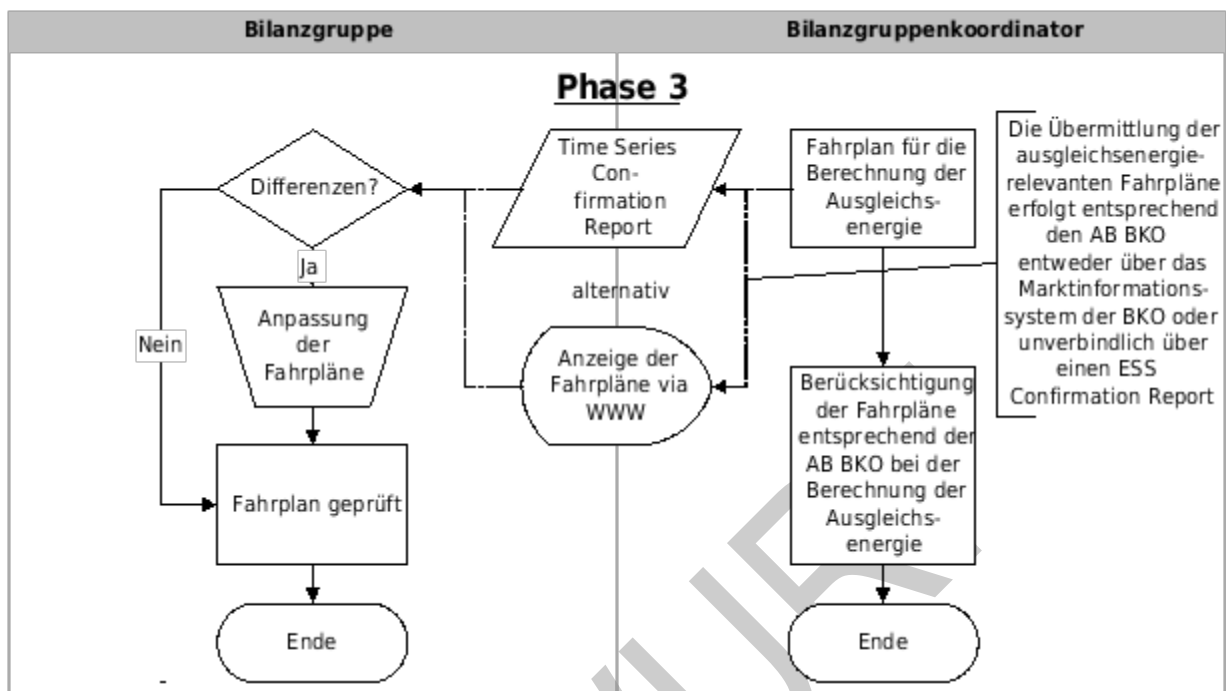 Bilanzgruppe
Bilanzgruppenkoordinator
Phase 3
Differenzen?
Ja
Nein
Anpassung
der
Fahrpläne
Fahrplan geprüft
Ende
Time Series
Con-
firmation
Report
alternativ
Anzeige der
Fahrpläne via
WWW
Fahrplan für die
Berechnung der
Ausgleichs-
energie
Berücksichtigung
der Fahrpläne
entsprechend der
AB BKO bei der
Berechnung der
Ausgleichs-
energie
Ende
Die Übermittlung der
ausgleichsenergie-
relevanten Fahrpläne
erfolgt entsprechend
den AB BKO
entweder über das
Marktinformations-
system der BKO oder
unverbindlich über
einen ESS
Confirmation Report